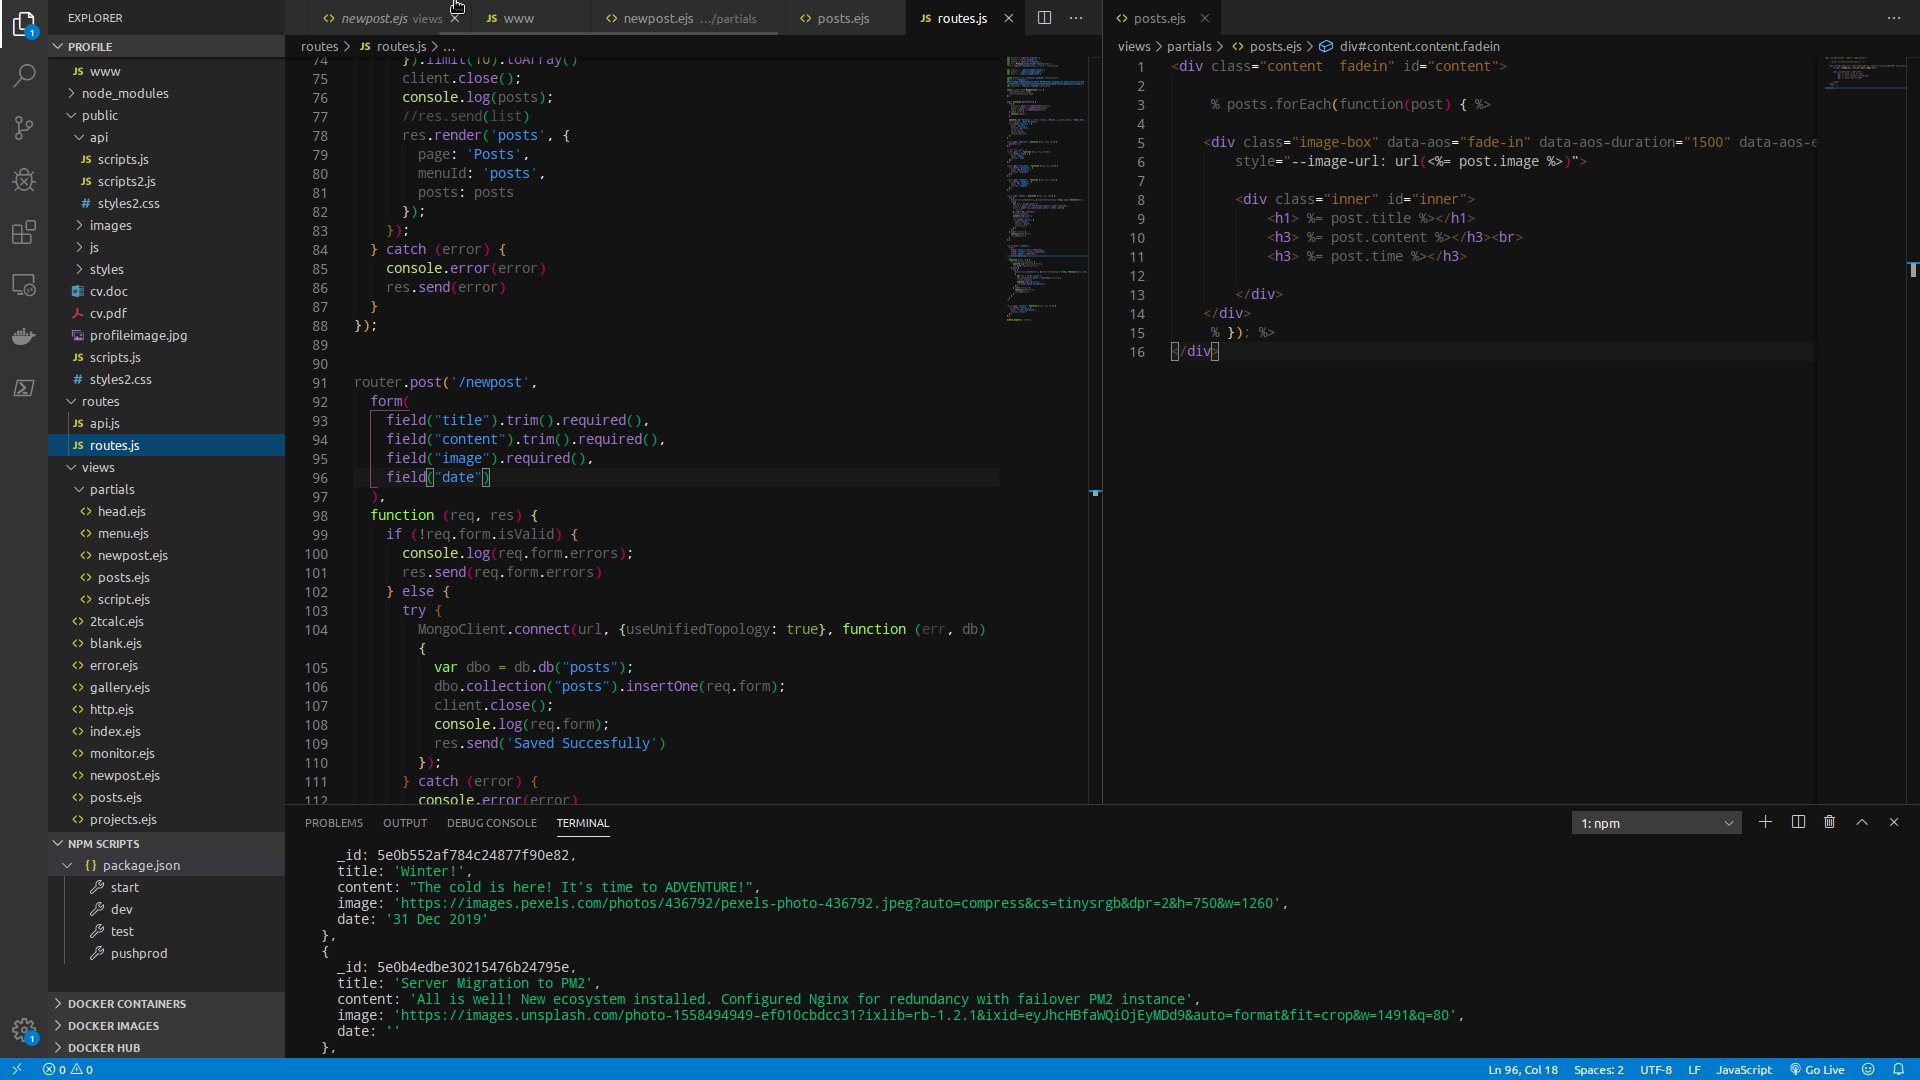 EXPLORER
PROFILE
www
node_modules
public
api
scripts.js
scripts2.js
styles2.css
images
js
styles
cv.doc
cv.pdf
profileimage.jpg
scripts.js
styles2.css
routes
api.js
routes.js
views
partials
head.ejs
menu.ejs
newpost.ejs
posts.ejs
script.ejs
2tcalc.ejs
blank.ejs
error.ejs
gallery.ejs
http.ejs
index.ejs
monitor.ejs
newpost.ejs
posts.ejs
projects.ejs
NPM SCRIPTS
package.json
start
dev
test
pushprod
DOCKER CONTAINERS
DOCKER IMAGES
DOCKER HUB
newpost.ejs views
www
newpost.ejs .../partials
posts.ejs
routes.js
routes > JS routes.js > ...
74 }).limit(10).toArray()
75 client.close();
76 console.log(posts);
77 //res.send(list)
78 res.render('posts', {
79 page: 'Posts',
80 menuId: 'posts',
81 posts: posts
82 });
83 });
84 } catch (error) {
85 console.error(error)
86 res.send(error)
87 }
88 });
89
90
91 router.post('/newpost',
92 form(
93 field("title").trim().required(),
94 field("content").trim().required(),
95 field("image").required(),
96 field("date")
97 ),
98 function (req, res) {
99 if (!req.form.isValid) {
100 console.log(req.form.errors);
101 res.send(req.form.errors)
102 } else {
103 try {
104 MongoClient.connect(url, {useUnifiedTopology: true}, function (err, db)
{
105 var dbo = db.db("posts");
106 dbo.collection("posts").insertOne(req.form);
107 client.close();
108 console.log(req.form);
109 res.send('Saved Succesfully')
110 });
111 } catch (error) {
112 console.error(error)
posts.ejs
views > partials > posts.ejs > div#content.content.fadein
1 <div class="content  fadein" id="content">
2
3 % posts.forEach(function(post) { %>
4
5 <div class="image-box" data-aos="fade-in" data-aos-duration="1500" data-aos-e
6 style="--image-url: url(<%= post.image %>)">
7
8 <div class="inner" id="inner">
9 <h1> %= post.title %></h1>
10 <h3> %= post.content %></h3><br>
11 <h3> %= post.time %></h3>
12
13 </div>
14 </div>
15 % }); %>
16 </div>
PROBLEMS OUTPUT DEBUG CONSOLE TERMINAL 1: npm
_id: 5e0b552af784c24877f90e82,
title: 'Winter!',
content: "The cold is here! It's time to ADVENTURE!",
image: 'https://images.pexels.com/photos/436792/pexels-photo-436792.jpeg?auto=compress&cs=tinysrgb&dpr=2&h=750&w=1260',
date: '31 Dec 2019'
},
{
_id: 5e0b4edbe30215476b24795e,
title: 'Server Migration to PM2',
content: 'All is well! New ecosystem installed. Configured Nginx for redundancy with failover PM2 instance',
image: 'https://images.unsplash.com/photo-1558494949-ef010cbdcc31?ixlib=rb-1.2.1&ixid=eyJhcHBfaWQiOjEyMDd9&auto=format&fit=crop&w=1491&q=80',
date: ''
},
0 0 Ln 96, Col 18 Spaces: 2 UTF-8 LF JavaScript Go Live